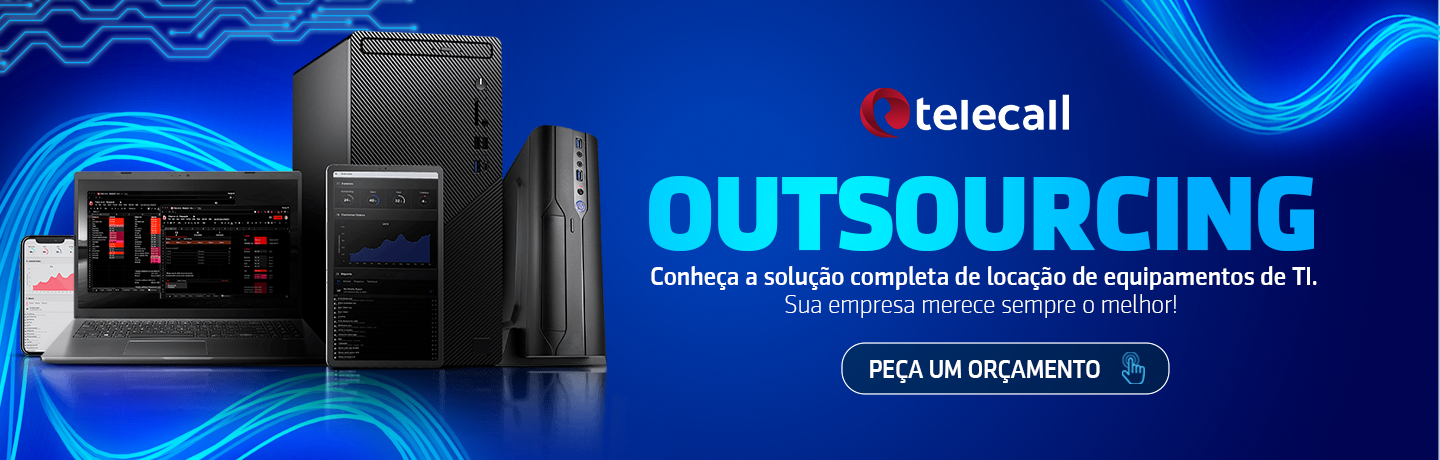 telecall
OUTSOURCING
Conheça a solução completa de locação de equipamentos de TI.
Sua empresa merece sempre o melhor!
PEÇA UM ORÇAMENTO